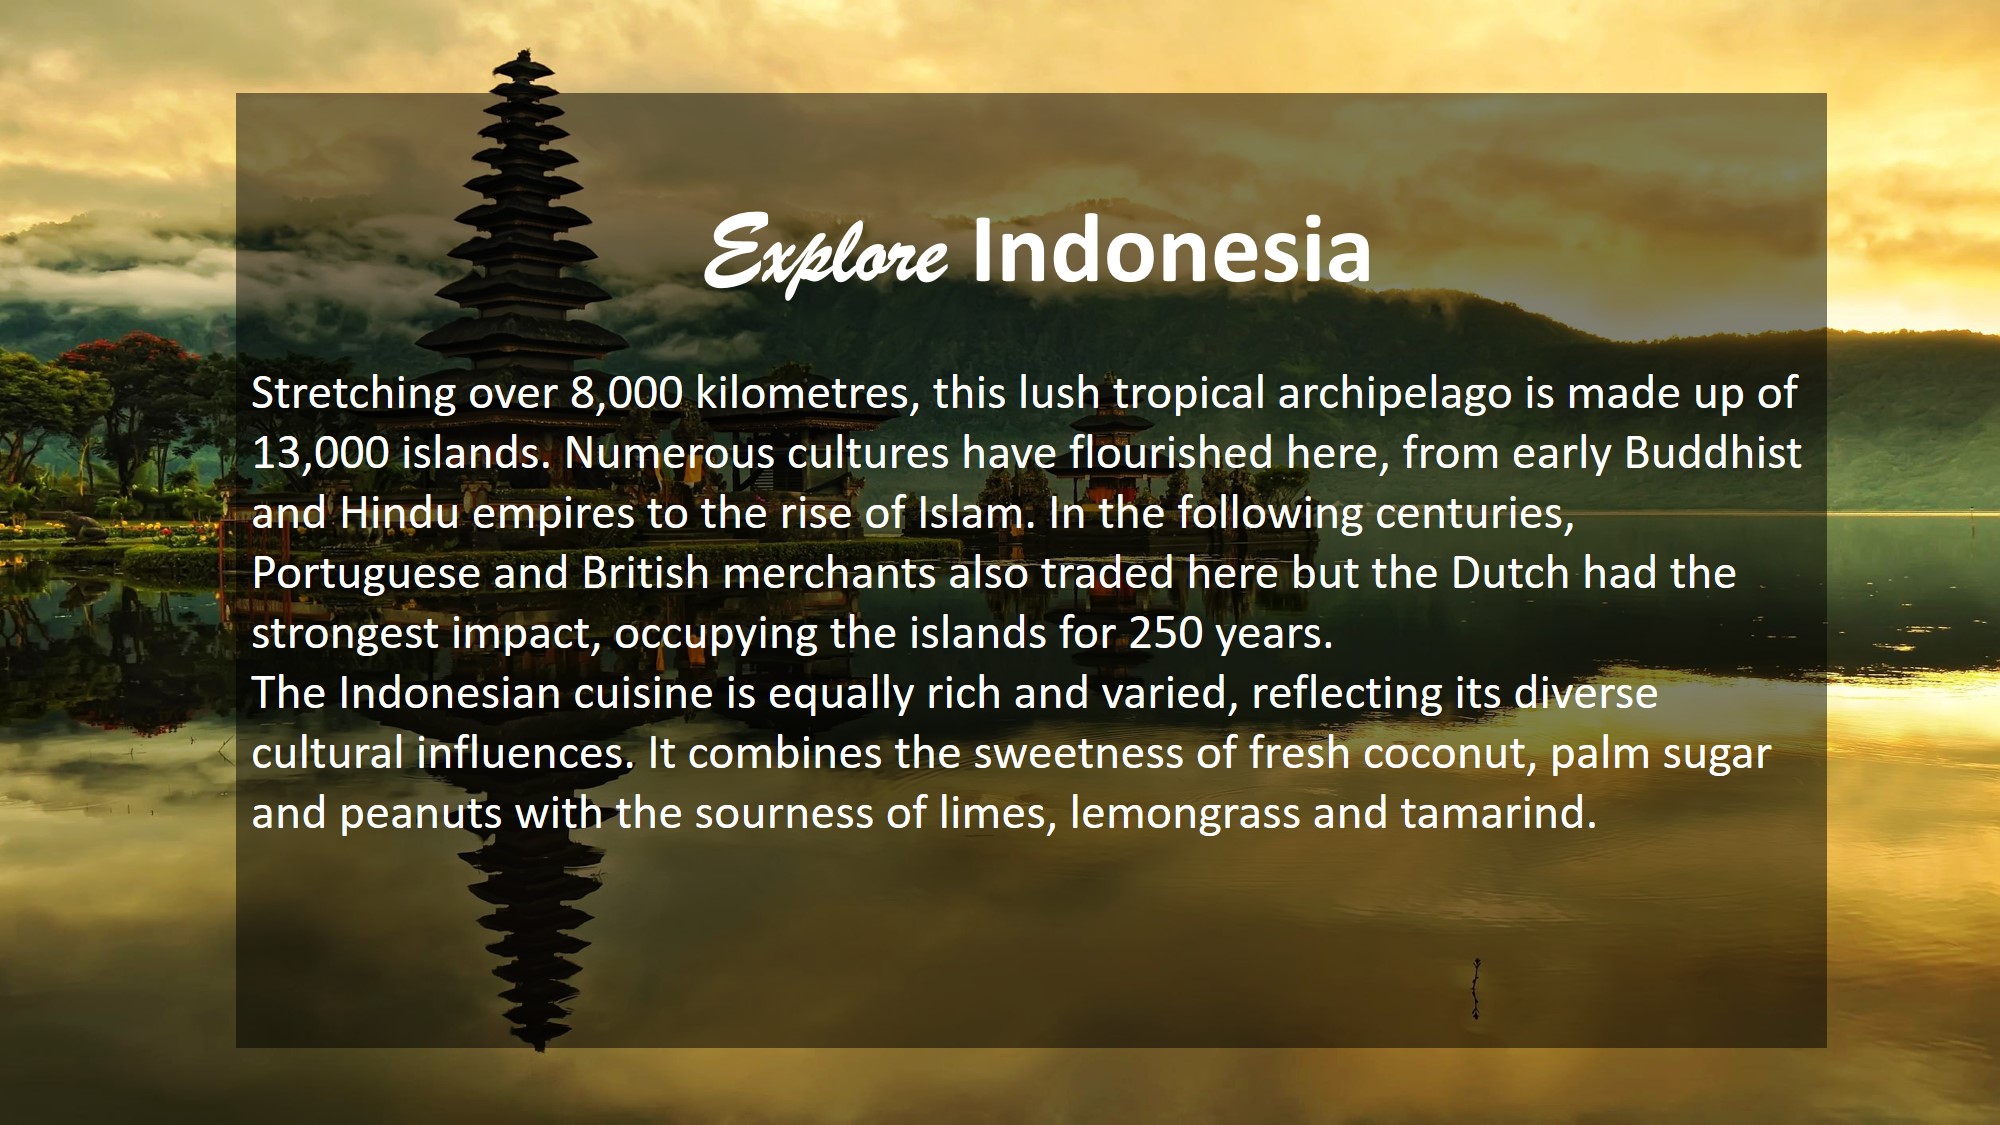 Explore Indonesia
Stretching over 8,000 kilometres, this lush tropical archipelago is made up of
13,000 islands. Numerous cultures have flourished here, from early Buddhist
and Hindu empires to the rise of Islam. In the following centuries,
Portuguese and British merchants also traded here but the Dutch had the
strongest impact, occupying the islands for 250 years.
The Indonesian cuisine is equally rich and varied, reflecting its diverse
cultural influences. It combines the sweetness of fresh coconut, palm sugar
and peanuts with the sourness of limes, lemongrass and tamarind.